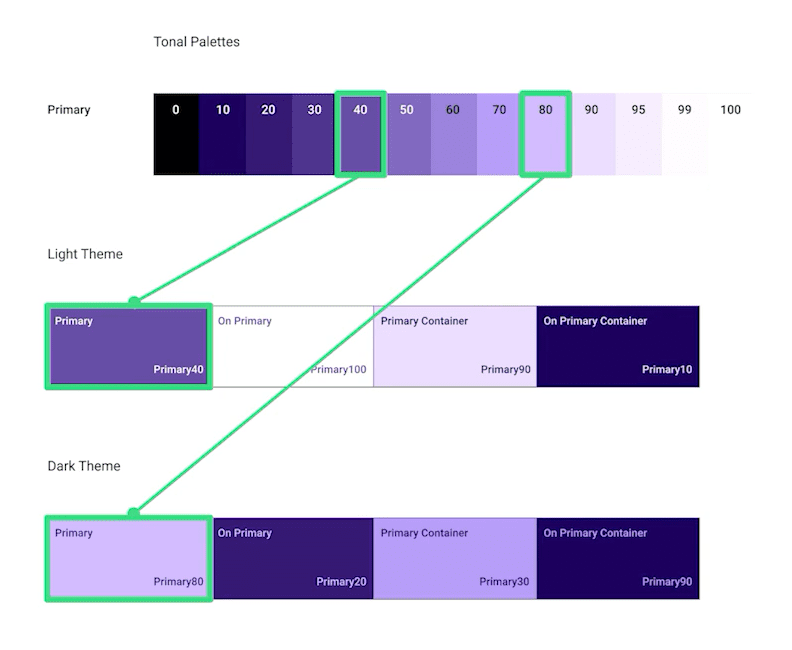 Tonal Palettes
Primary 0 10 20 30 40 50 60 70 80 90 95 99 100
Light Theme
Primary On Primary Primary Container On Primary Container
Primary40 Primary100 Primary90 Primary10
Dark Theme
Primary On Primary Primary Container On Primary Container
Primary80 Primary20 Primary30 Primary90